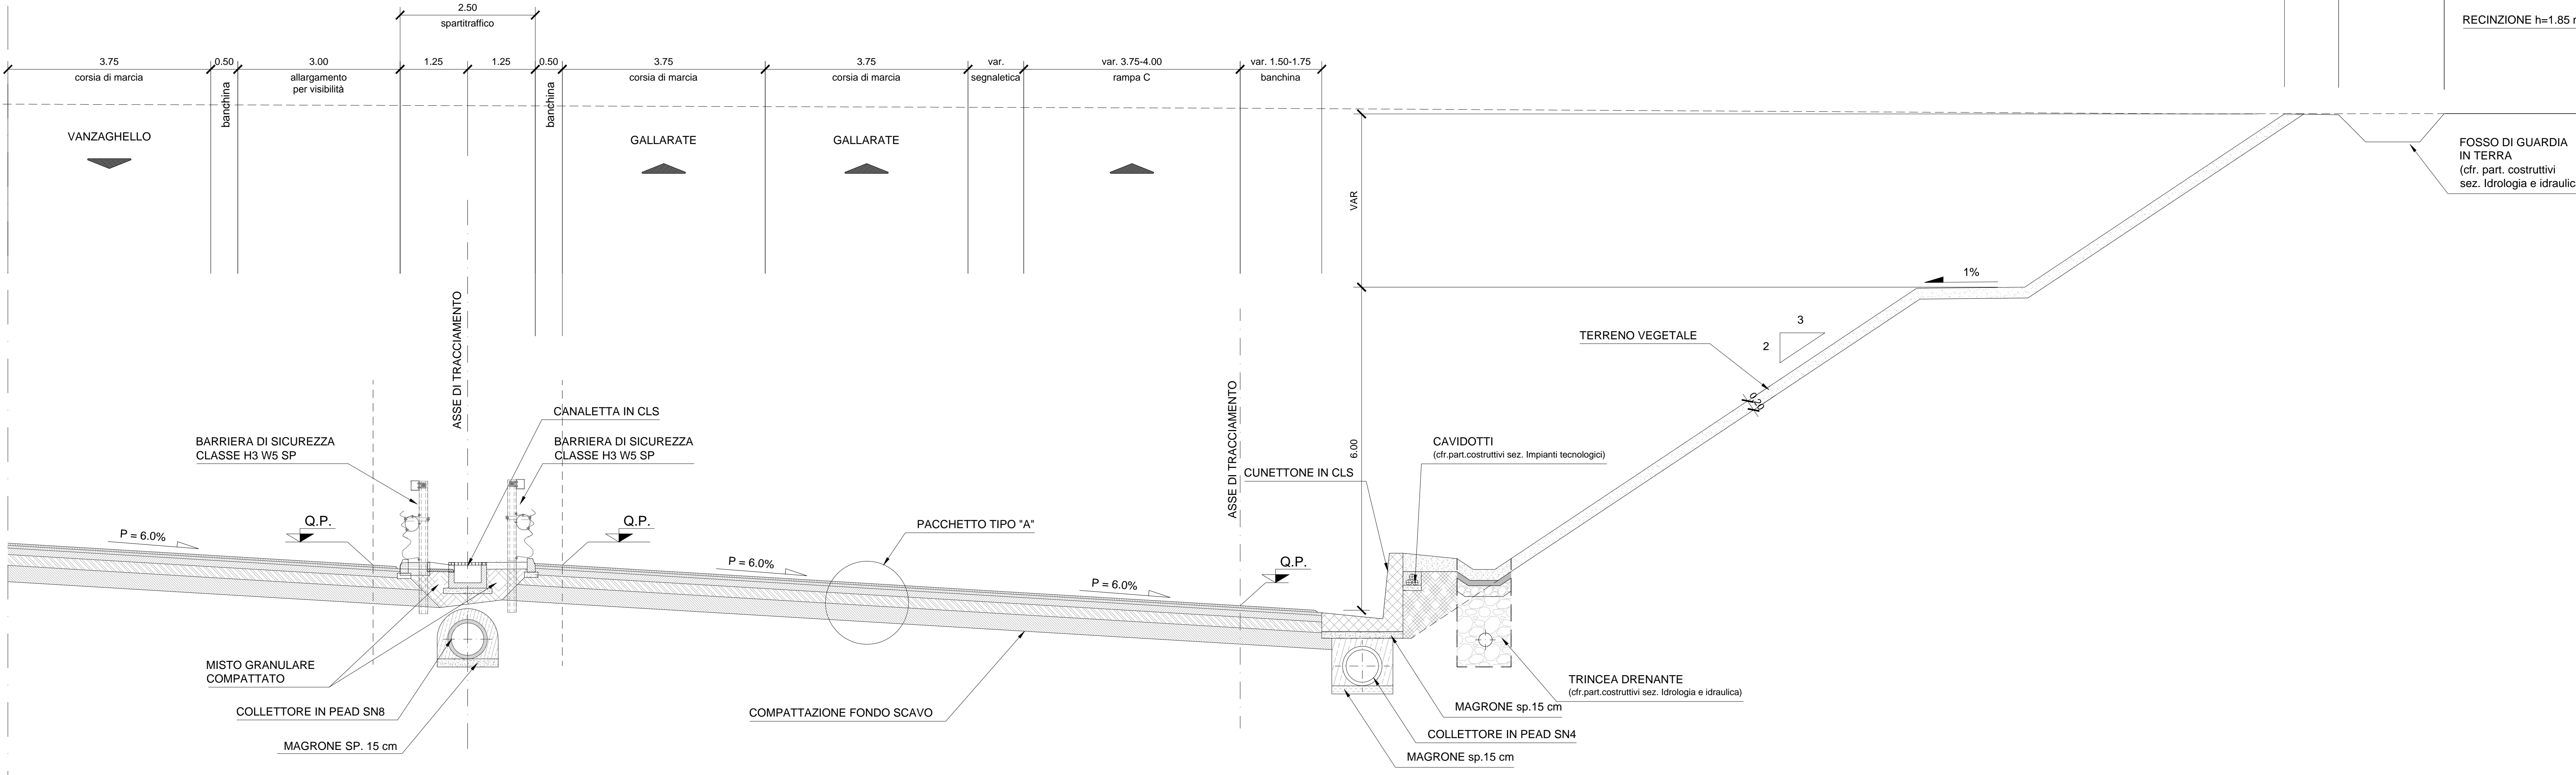 2.50
spartitraffico
RECINZIONE h=1.85 m
3.75
0.50
3.00
1.25
1.25
0.50
3.75
3.75
var.
var. 3.75-4.00
var. 1.50-1.75
corsia di marcia
banchina
allargamento
per visibilità
banchina
corsia di marcia
corsia di marcia
segnaletica
rampa C
banchina
VANZAGHELLO
GALLARATE
GALLARATE
FOSSO DI GUARDIA
IN TERRA
(cfr. part. costruttivi
sez. Idrologia e idraulic
VAR
1%
ASSE DI TRACCIAMENTO
3
2
TERRENO VEGETALE
0.20
ASSE DI TRACCIAMENTO
CANALETTA IN CLS
BARRIERA DI SICUREZZA
CLASSE H3 W5 SP
BARRIERA DI SICUREZZA
CLASSE H3 W5 SP
6.00
CAVIDOTTI
(cfr.part.costruttivi sez. Impianti tecnologici)
CUNETTONE IN CLS
Q.P.
Q.P.
PACCHETTO TIPO "A"
P = 6.0%
P = 6.0%
Q.P.
P = 6.0%
MISTO GRANULARE
COMPATTATO
TRINCEA DRENANTE
(cfr.part.costruttivi sez. Idrologia e idraulica)
COLLETTORE IN PEAD SN8
COMPATTAZIONE FONDO SCAVO
MAGRONE sp.15 cm
MAGRONE SP. 15 cm
COLLETTORE IN PEAD SN4
MAGRONE sp.15 cm